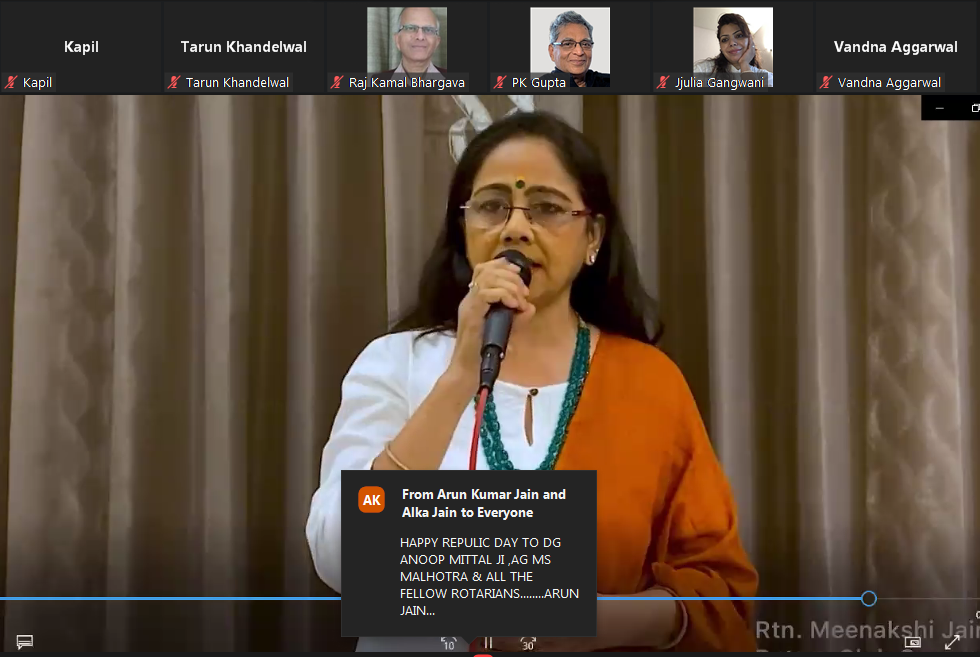 Kapil
Tarun Khandelwal
Vandna Aggarwal
Kapil
Tarun Khandelwal
Raj Kamal Bhargava
PK Gupta
Jjulia Gangwani
Vandna Aggarwal
AK
From Arun Kumar Jain and
Alka Jain to Everyone
HAPPY REPULIC DAY TO DG
ANOOP MITTAL JI ,AG MS
MALHOTRA & ALL THE
FELLOW ROTARIANS........ARUN
JAIN...
Rtn. Meenakshi Jain
10
30